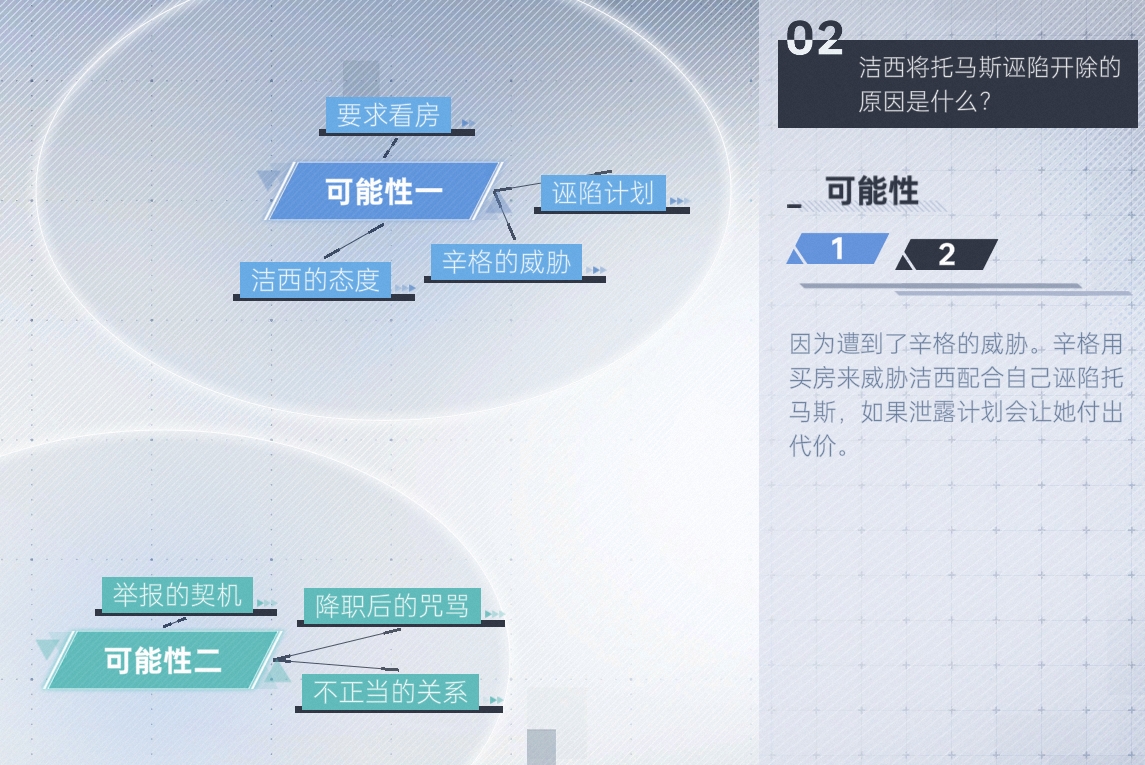 要求看房
可能性一
诬陷计划
辛格的威胁
洁西的态度
举报的契机
降职后的咒骂
可能性二
不正当的关系
02
洁西将托马斯诬陷开除的
原因是什么？
可能性
1
2
因为遭到了辛格的威胁。辛格用
买房来威胁洁西配合自己诬陷托
马斯，如果泄露计划会让她付出
代价。